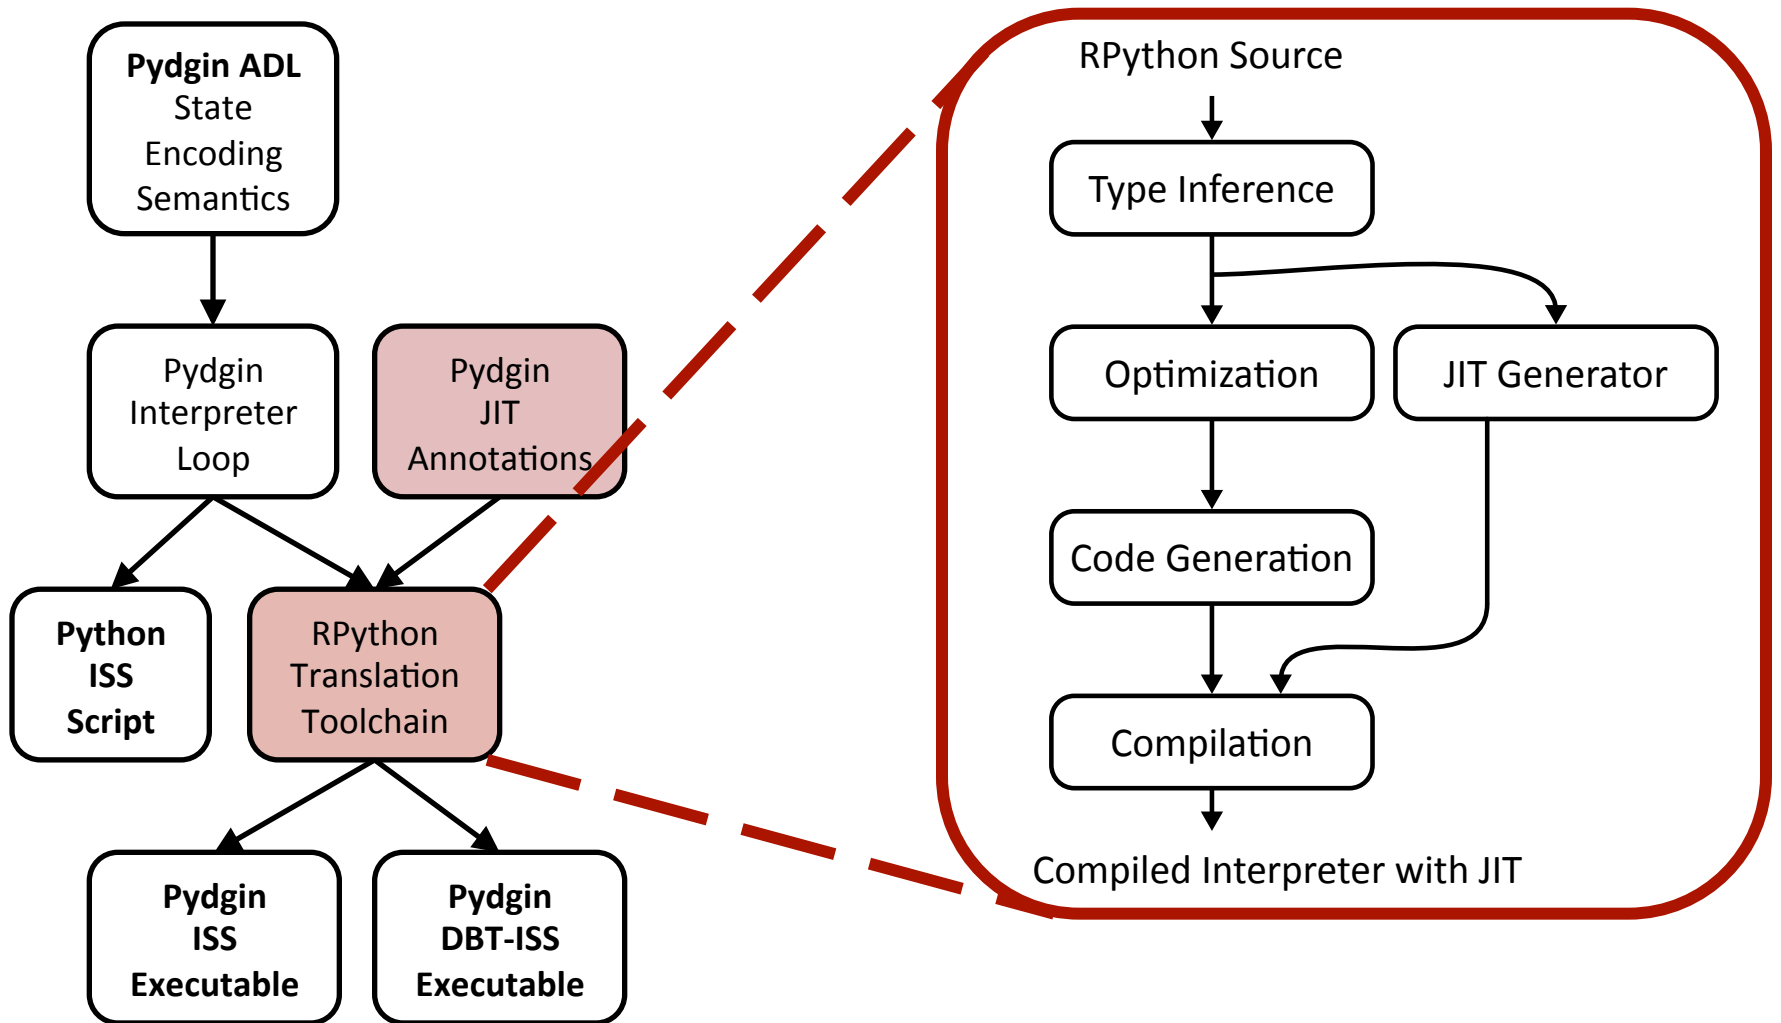 Pydgin ADL
State
Encoding
Semantics
Pydgin
Interpreter
Loop
Pydgin
JIT
Annotations
Python
ISS
Script
RPython
Translation
Toolchain
Pydgin
ISS
Executable
Pydgin
DBT-ISS
Executable
RPython Source
Type Inference
Optimization
JIT Generator
Code Generation
Compilation
Compiled Interpreter with JIT